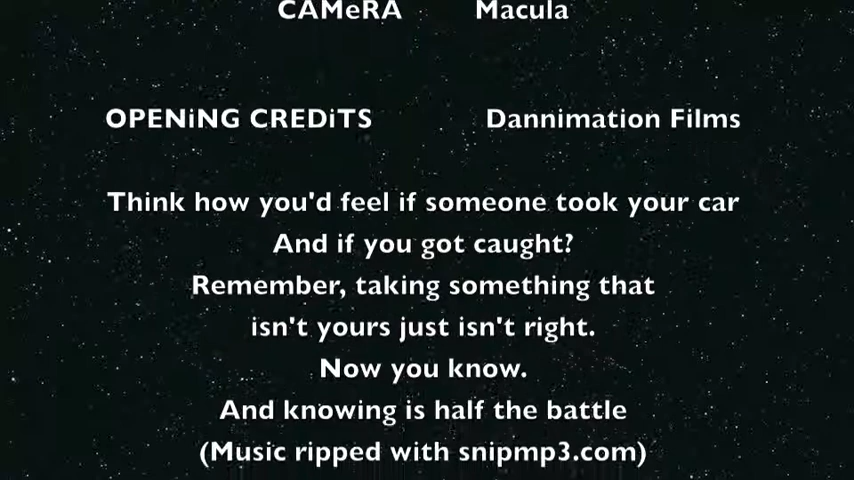 CAMeRA Macula
OPENiNG CREDiTS Dannimation Films
Think how you'd feel if someone took your car
And if you got caught?
Remember, taking something that
isn't yours just isn't right.
Now you know.
And knowing is half the battle
(Music ripped with snipmp3.com)